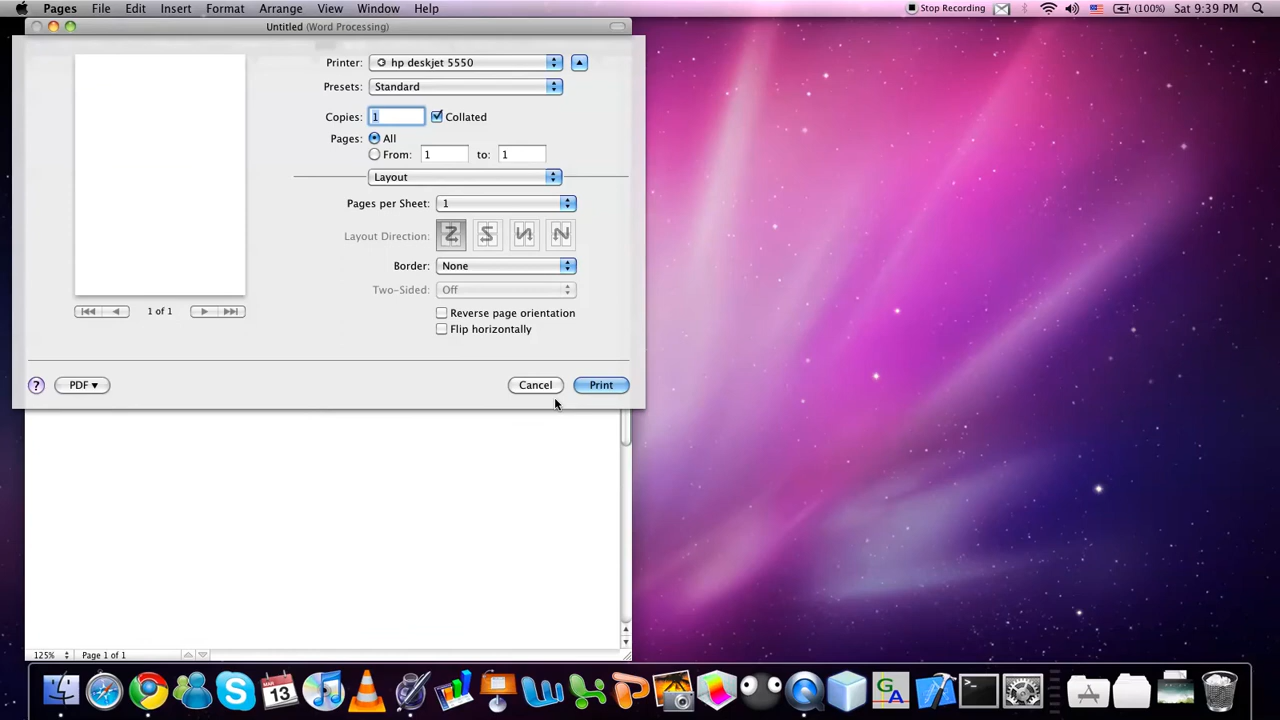 Pages File Edit Insert Format Arrange View Window Help Stop Recording (100%) Sat 9:39 PM
Untitled (Word Processing)
Printer: hp deskjet 5550
Presets: Standard
Copies: 1 Collated
Pages: All
From: 1 to: 1
Layout
Pages per Sheet: 1
Layout Direction:
Border: None
Two-Sided: Off
1 of 1
Reverse page orientation
Flip horizontally
? PDF ▾ Cancel Print
125% Page 1 of 1
MAR
13